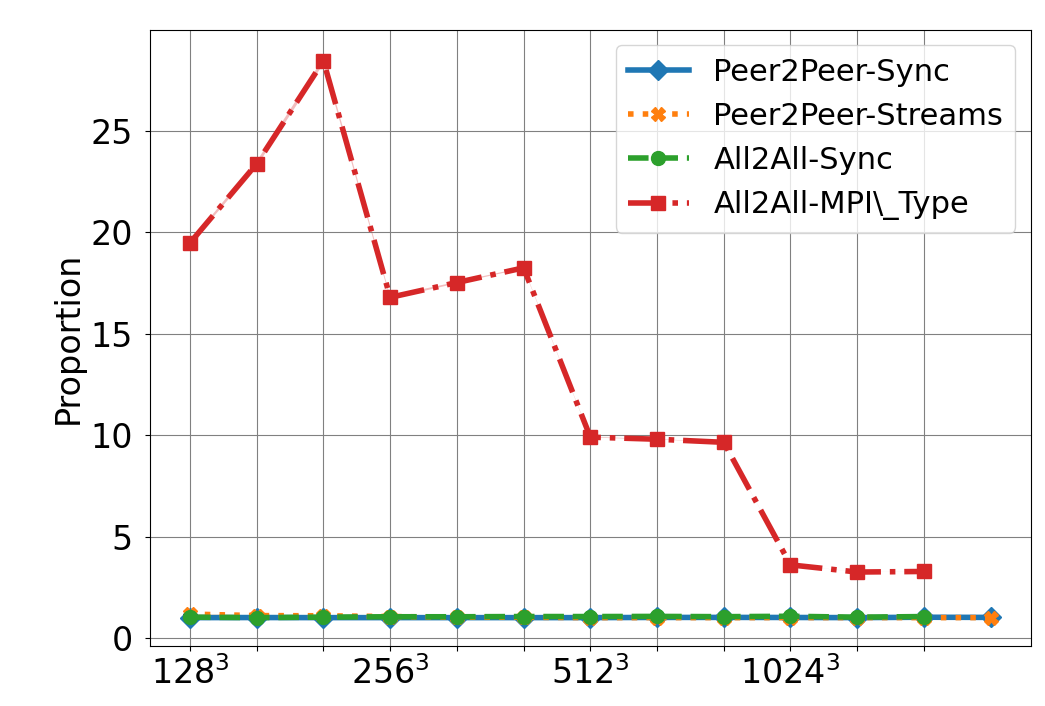 Peer2Peer-Sync
Peer2Peer-Streams
All2All-Sync
All2All-MPI\_Type
Proportion
25
20
15
10
5
0
128³
256³
512³
1024³